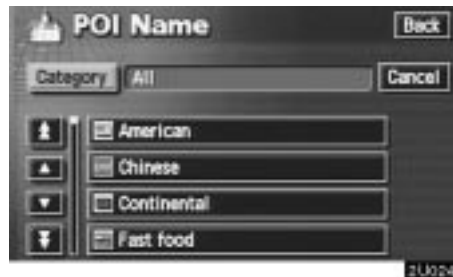 POI Name
Back
Category
All
Cancel
American
Chinese
Continental
Fast food
2U024